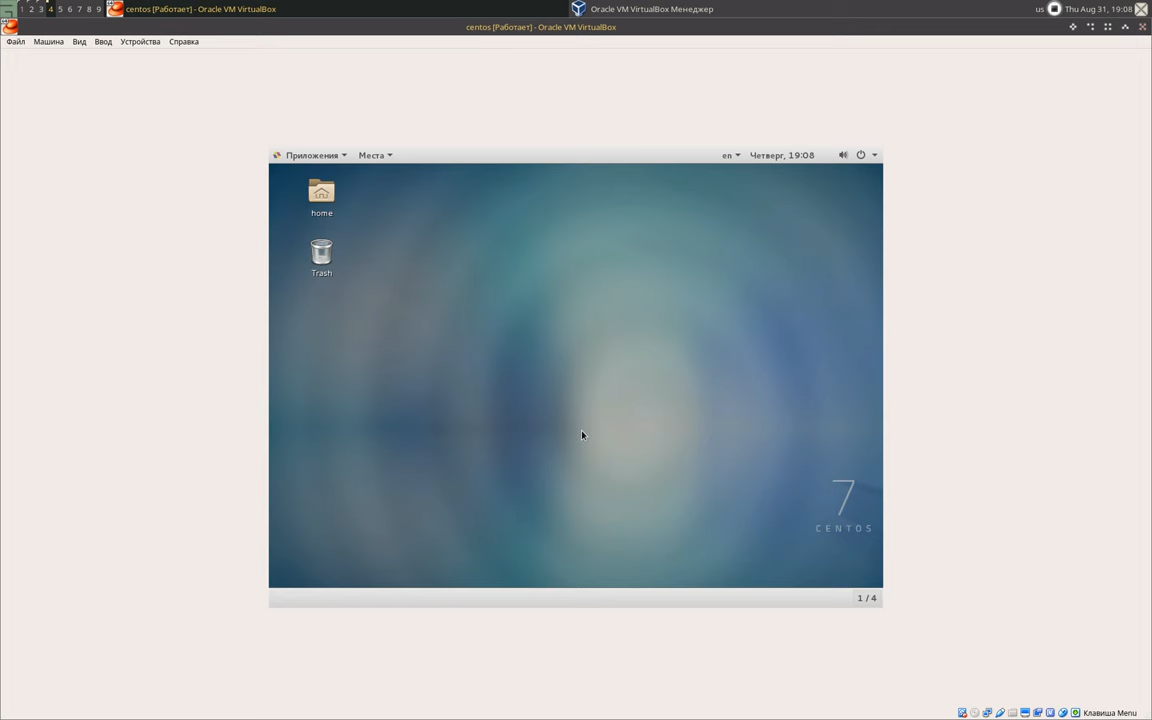 1 2 3 4 5 6 7 8 9 centos [Работает] - Oracle VM VirtualBox Oracle VM VirtualBox Менеджер us Thu Aug 31, 19:08
centos [Работает] - Oracle VM VirtualBox
Файл Машина Вид Ввод Устройства Справка
Приложения Места en Четверг, 19:08
home
Trash
7
CENTOS
1 / 4
Клавиша Menu